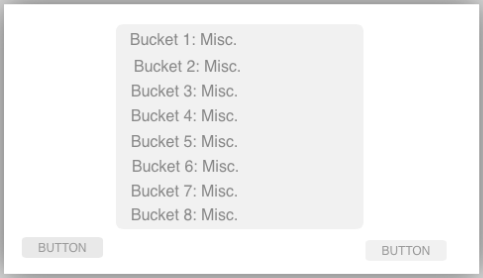 Bucket 1: Misc.
Bucket 2: Misc.
Bucket 3: Misc.
Bucket 4: Misc.
Bucket 5: Misc.
Bucket 6: Misc.
Bucket 7: Misc.
Bucket 8: Misc.
BUTTON
BUTTON